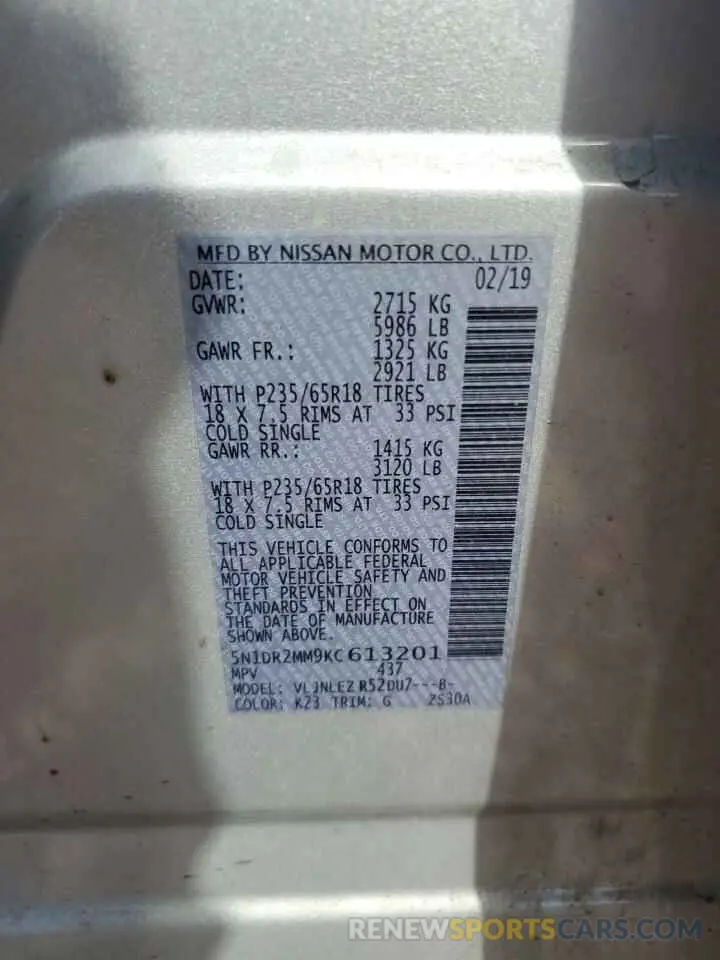 MFD BY NISSAN MOTOR CO., LTD.
DATE: 02/19
GVWR: 2715 KG
5986 LB
GAWR FR.: 1325 KG
2921 LB
WITH P235/65R18 TIRES
18 X 7.5 RIMS AT 33 PSI
COLD SINGLE
GAWR RR.: 1415 KG
3120 LB
WITH P235/65R18 TIRES
18 X 7.5 RIMS AT 33 PSI
COLD SINGLE
THIS VEHICLE CONFORMS TO
ALL APPLICABLE FEDERAL
MOTOR VEHICLE SAFETY AND
THEFT PREVENTION
STANDARDS IN EFFECT ON
THE DATE OF MANUFACTURE
SHOWN ABOVE.
5N1DR2MM9KC613201
MPV 437
MODEL: R52DU7---B-
COLOR: K23 TRIM: G 2S30A
RENEWSPORTSCARS.COM